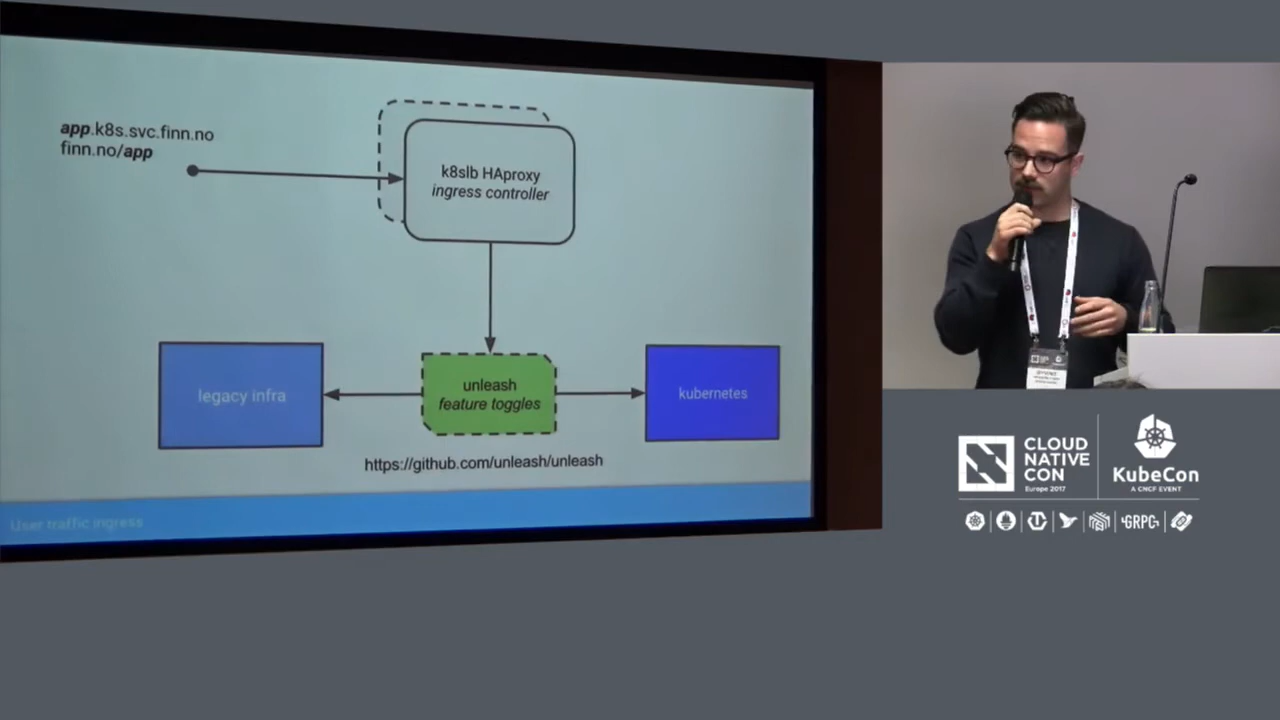 app.k8s.svc.finn.no
finn.no/app
k8slb HAproxy
ingress controller
legacy infra
unleash
feature toggles
kubernetes
https://github.com/unleash/unleash
User traffic ingress
CLOUD
NATIVE
CON
Europe 2017
KubeCon
A CNCF EVENT
GRPC